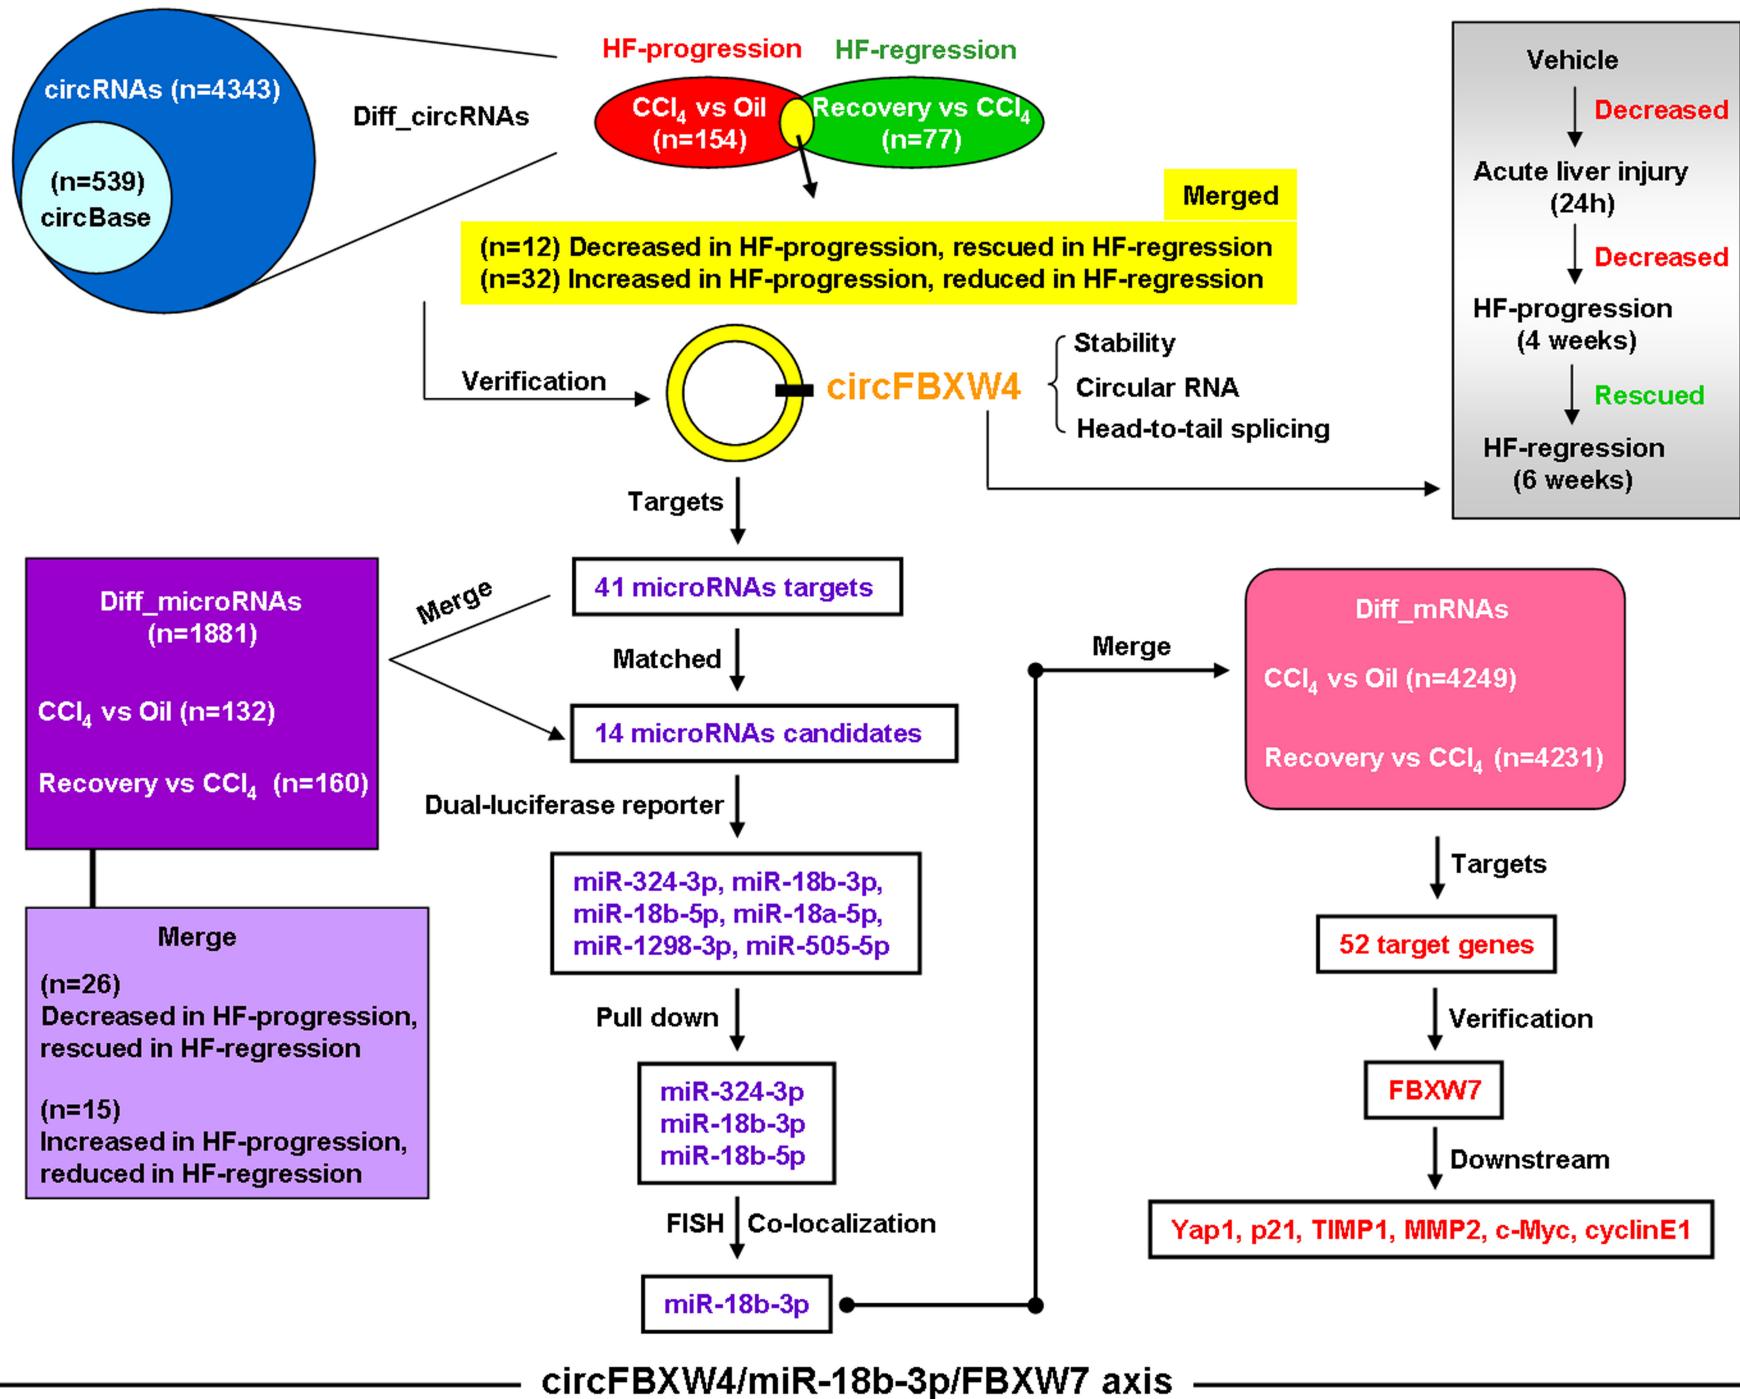 circRNAs (n=4343)
(n=539)
circBase
Diff_circRNAs
HF-progression
HF-regression
CCl4 vs Oil
(n=154)
Recovery vs CCl4
(n=77)
Merged
(n=12) Decreased in HF-progression, rescued in HF-regression
(n=32) Increased in HF-progression, reduced in HF-regression
Verification
circFBXW4
Stability
Circular RNA
Head-to-tail splicing
Vehicle
Decreased
Acute liver injury
(24h)
Decreased
HF-progression
(4 weeks)
Rescued
HF-regression
(6 weeks)
Targets
41 microRNAs targets
Merge
Matched
14 microRNAs candidates
Diff_microRNAs
(n=1881)
CCl4 vs Oil (n=132)
Recovery vs CCl4 (n=160)
Merge
(n=26)
Decreased in HF-progression,
rescued in HF-regression
(n=15)
Increased in HF-progression,
reduced in HF-regression
Dual-luciferase reporter
miR-324-3p, miR-18b-3p,
miR-18b-5p, miR-18a-5p,
miR-1298-3p, miR-505-5p
Pull down
miR-324-3p
miR-18b-3p
miR-18b-5p
FISH
Co-localization
miR-18b-3p
Merge
Diff_mRNAs
CCl4 vs Oil (n=4249)
Recovery vs CCl4 (n=4231)
Targets
52 target genes
Verification
FBXW7
Downstream
Yap1, p21, TIMP1, MMP2, c-Myc, cyclinE1
circFBXW4/miR-18b-3p/FBXW7 axis